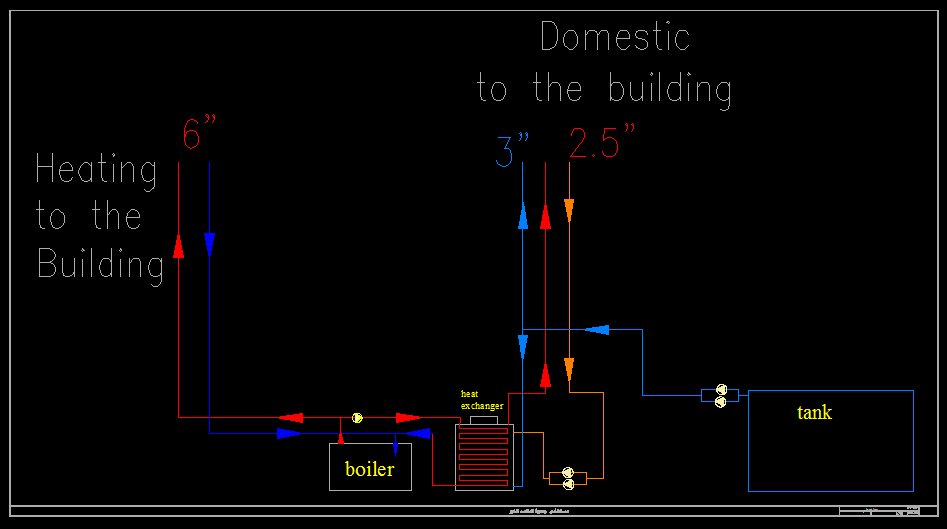 Domestic
to the building
6”
3”
2.5”
Heating
to the
Building
heat
exchanger
boiler
tank